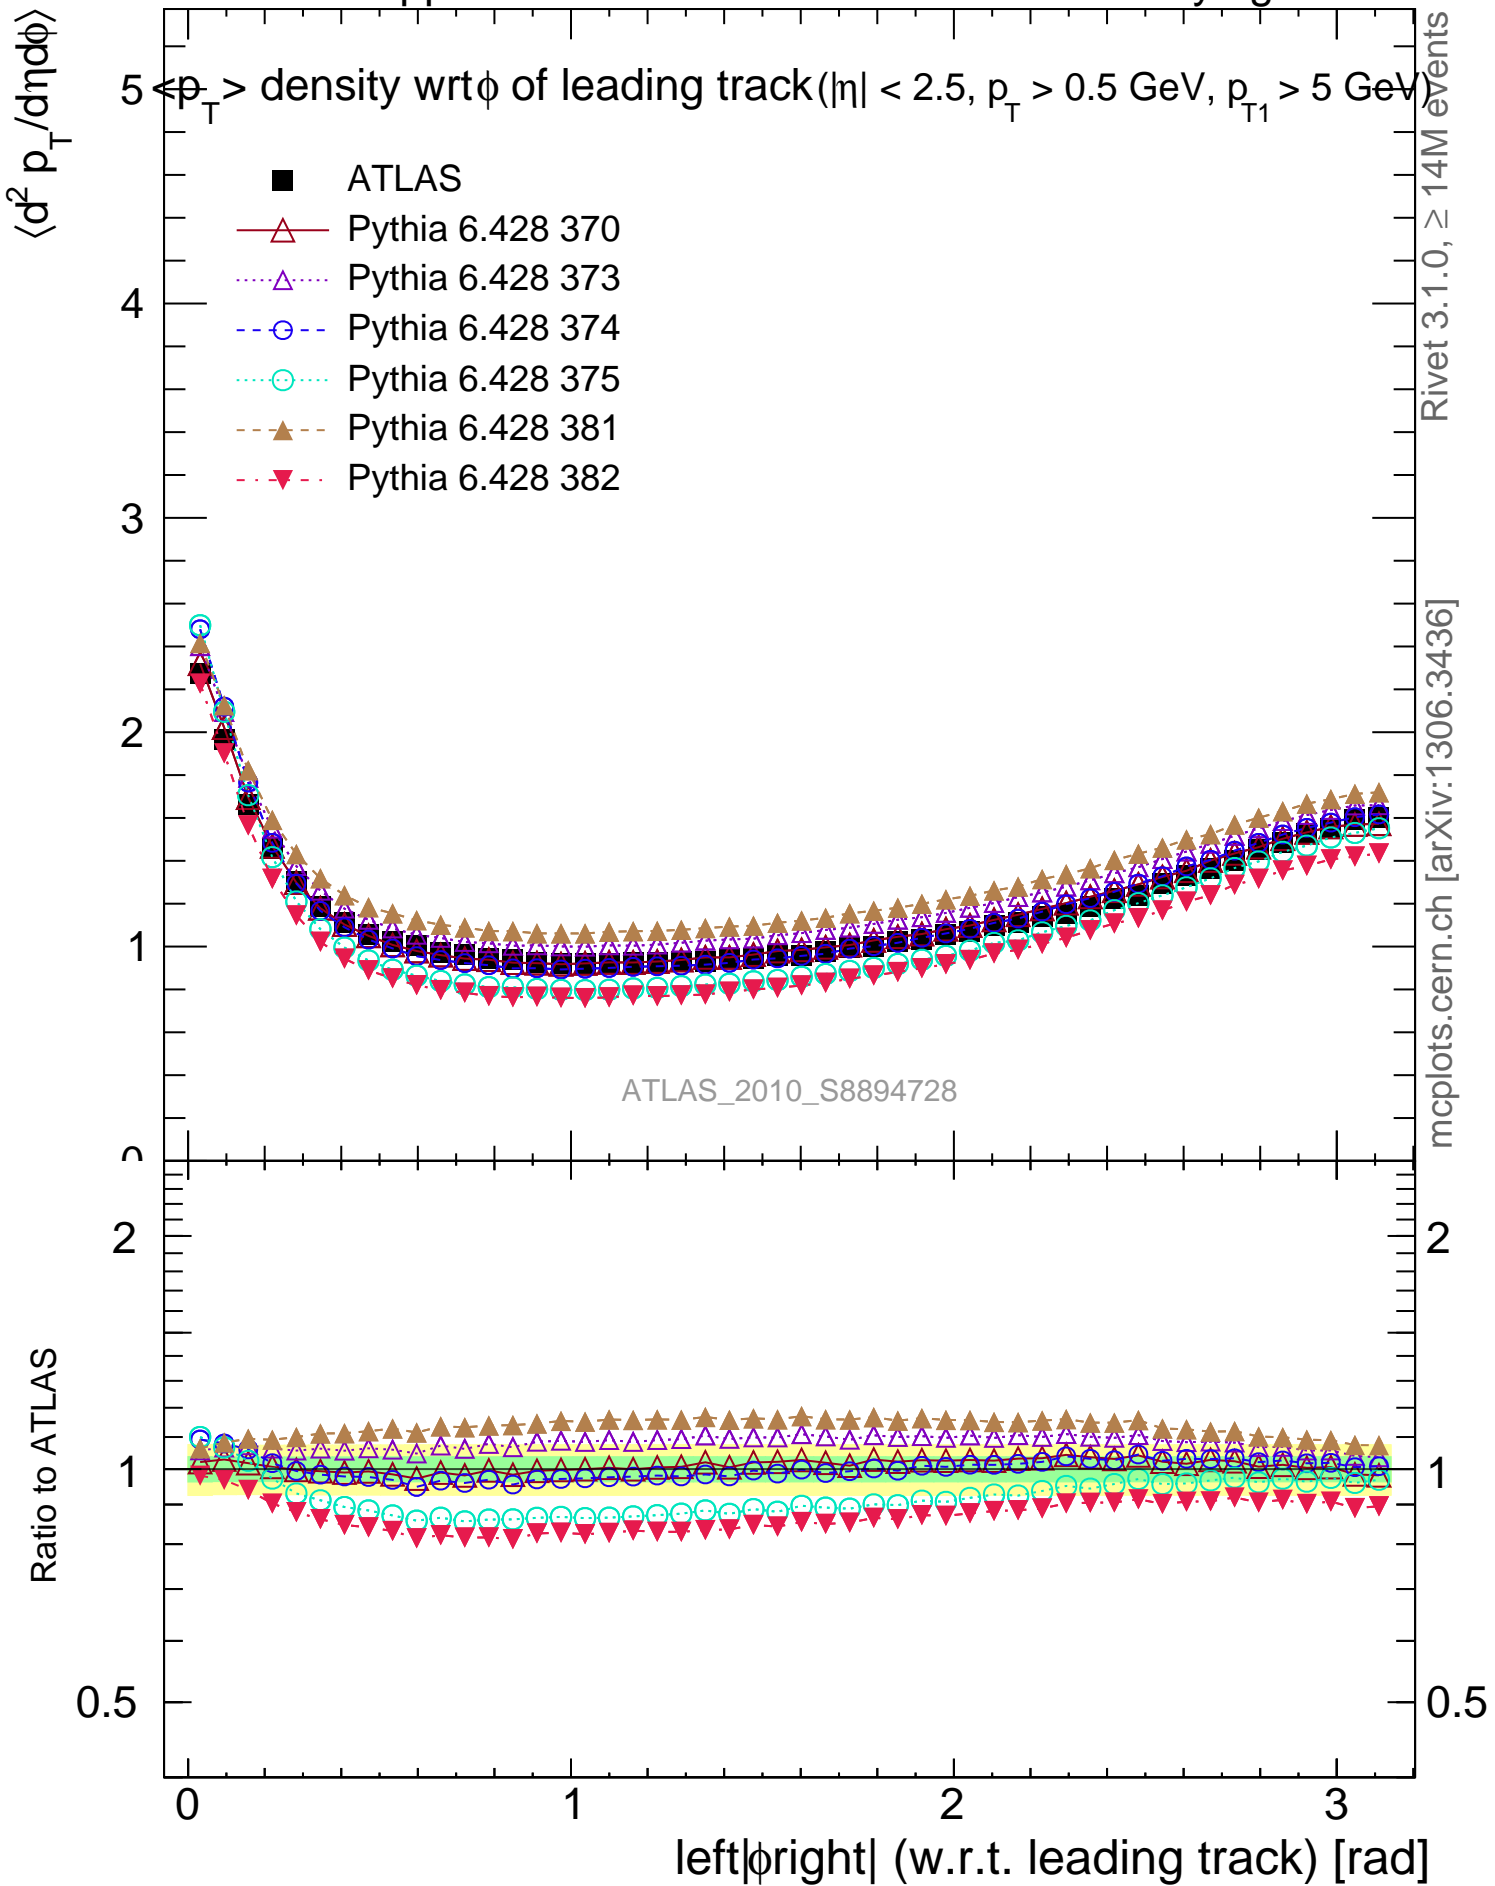 ⟨d² p_T/dηdϕ⟩
<p_T> density wrtϕ of leading track(|η| < 2.5, p_T > 0.5 GeV, p_T1 > 5 GeV)
ATLAS
Pythia 6.428 370
Pythia 6.428 373
Pythia 6.428 374
Pythia 6.428 375
Pythia 6.428 381
Pythia 6.428 382
5
4
3
2
1
0
ATLAS_2010_S8894728
Rivet 3.1.0, ≥ 14M events
mcplots.cern.ch [arXiv:1306.3436]
Ratio to ATLAS
2
1
0.5
2
1
0.5
0
1
2
3
left|ϕright| (w.r.t. leading track) [rad]